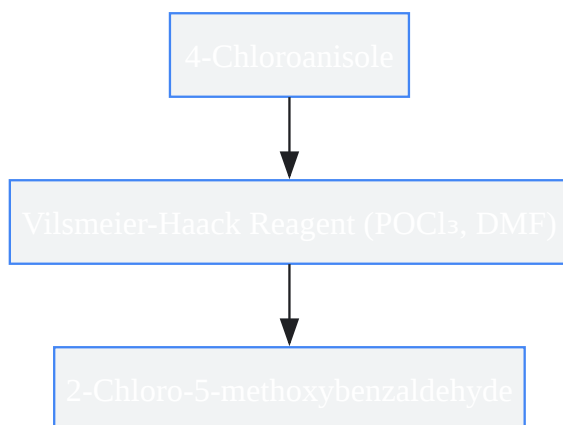 4-Chloroanisole
Vilsmeier-Haack Reagent (POCl₃, DMF)
2-Chloro-5-methoxybenzaldehyde